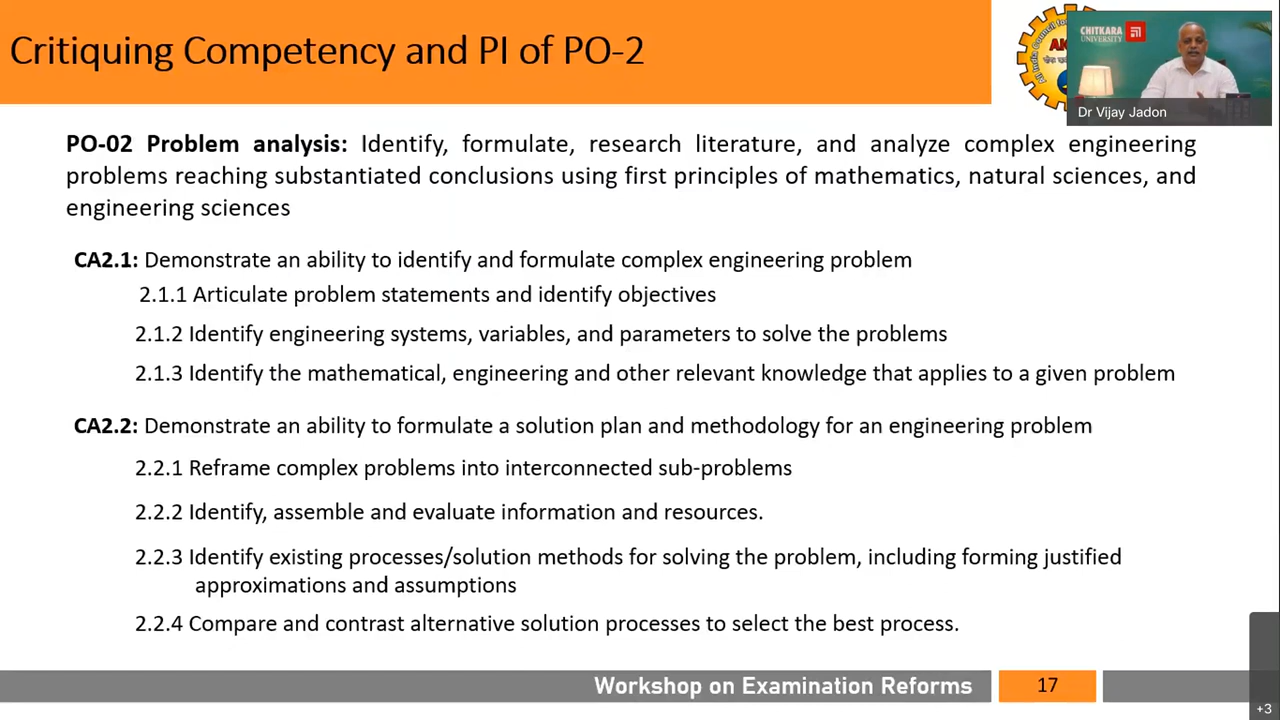 Critiquing Competency and PI of PO-2
CHITKARA
UNIVERSITY
Dr Vijay Jadon
PO-02 Problem analysis: Identify, formulate, research literature, and analyze complex engineering
problems reaching substantiated conclusions using first principles of mathematics, natural sciences, and
engineering sciences
CA2.1: Demonstrate an ability to identify and formulate complex engineering problem
2.1.1 Articulate problem statements and identify objectives
2.1.2 Identify engineering systems, variables, and parameters to solve the problems
2.1.3 Identify the mathematical, engineering and other relevant knowledge that applies to a given problem
CA2.2: Demonstrate an ability to formulate a solution plan and methodology for an engineering problem
2.2.1 Reframe complex problems into interconnected sub-problems
2.2.2 Identify, assemble and evaluate information and resources.
2.2.3 Identify existing processes/solution methods for solving the problem, including forming justified
approximations and assumptions
2.2.4 Compare and contrast alternative solution processes to select the best process.
Workshop on Examination Reforms
17
+3